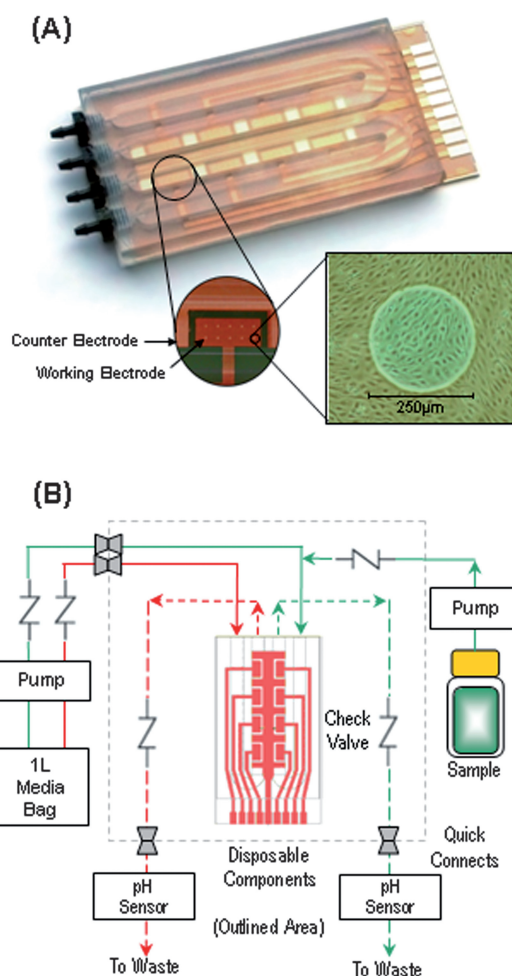 (A)
Counter Electrode
Working Electrode
250µm
(B)
Pump
Pump
1L
Media
Bag
Sample
Check
Valve
Quick
Connects
Disposable
Components
(Outlined Area)
pH
Sensor
pH
Sensor
To Waste
To Waste